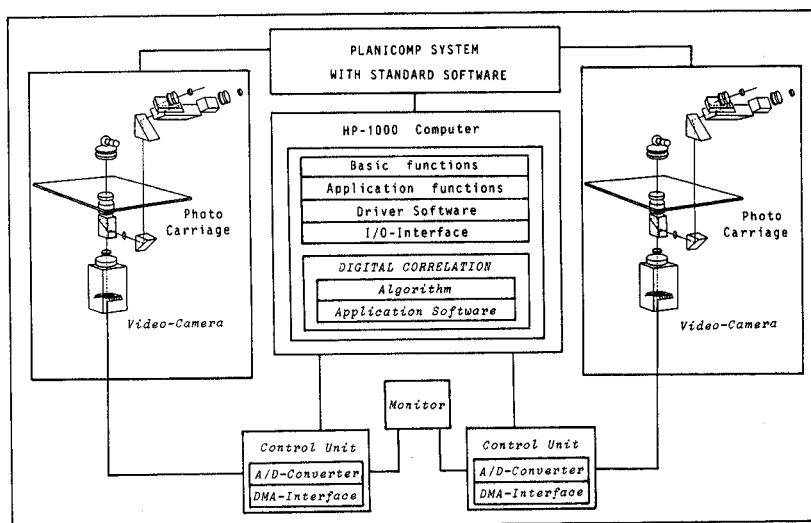 PLANICOMP SYSTEM
WITH STANDARD SOFTWARE
HP-1000 Computer
Basic functions
Application functions
Driver Software
I/O-Interface
DIGITAL CORRELATION
Algorithm
Application Software
Photo
Carriage
Video-Camera
Photo
Carriage
Video-Camera
Monitor
Control Unit
A/D-Converter
DMA-Interface
Control Unit
A/D-Converter
DMA-Interface